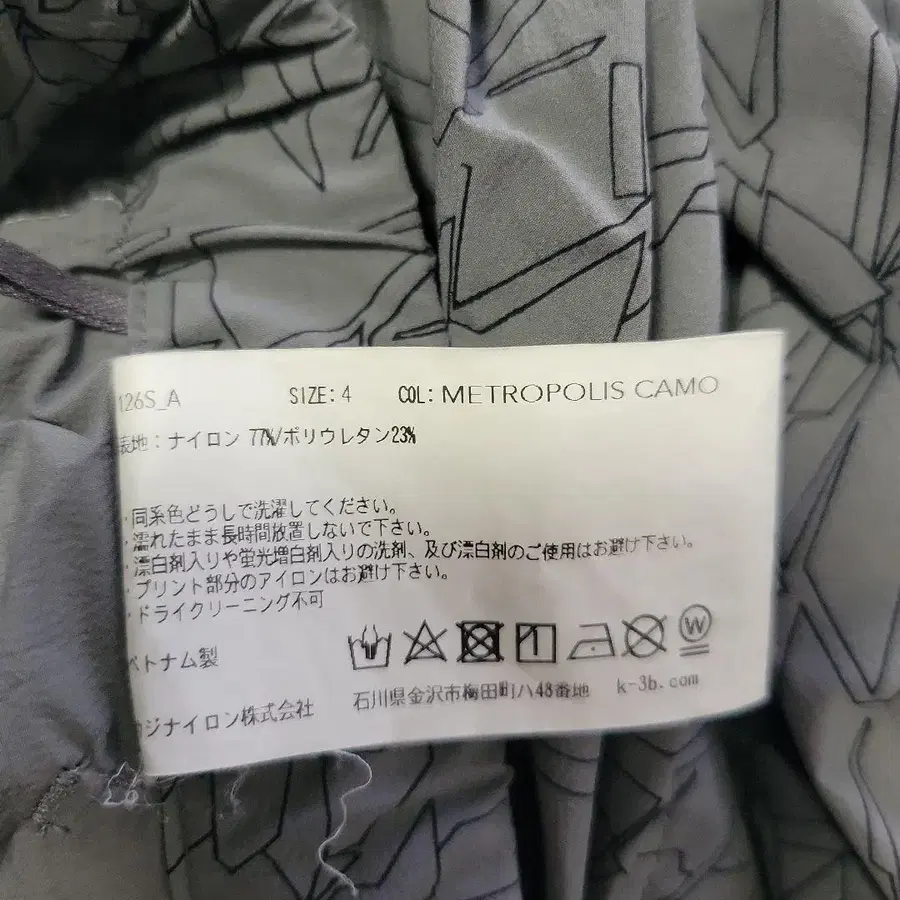 126S_A SIZE: 4 COL: METROPOLIS CAMO
表地：ナイロン 77%/ポリウレタン23%
・同系色どうしで洗濯してください。
・濡れたまま長時間放置しないで下さい。
・漂白剤入りや蛍光増白剤入りの洗剤、及び漂白剤のご使用はお避け下さい。
・プリント部分のアイロンはお避け下さい。
・ドライクリーニング不可
W
ベトナム製
カジナイロン株式会社 石川県金沢市梅田町ハ48番地 k-3b.com